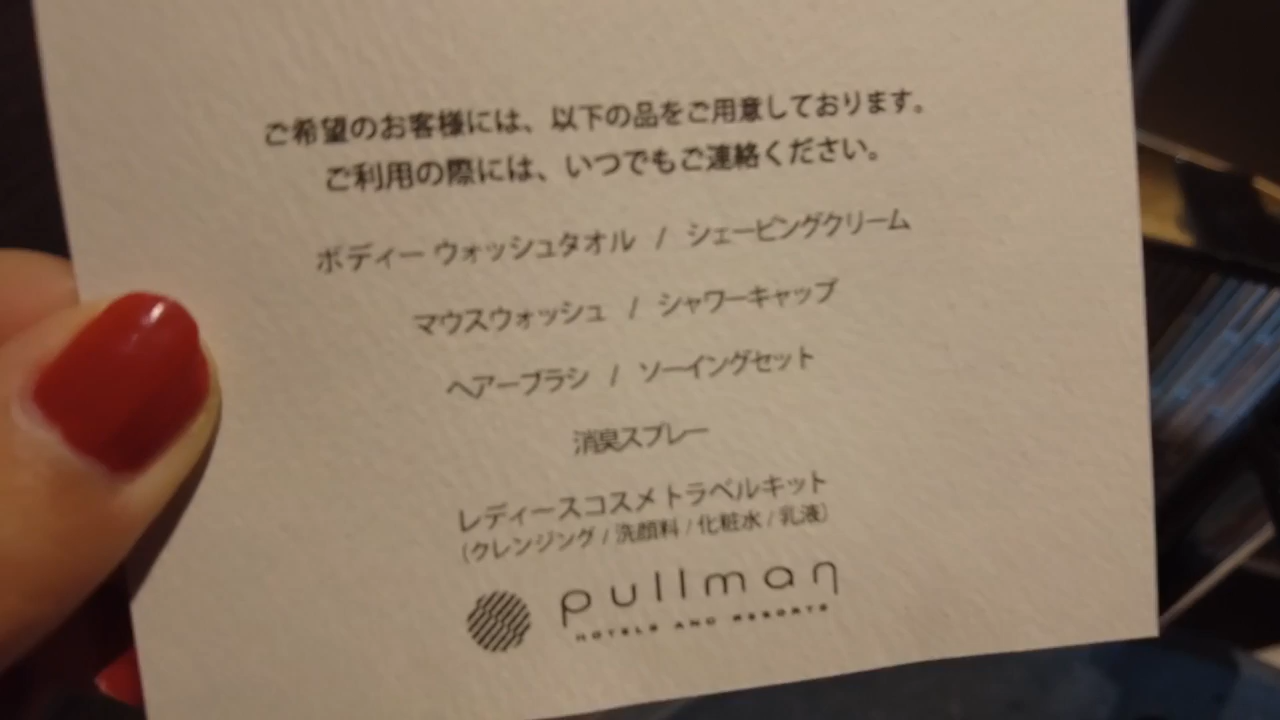 ご希望のお客様には、以下の品をご用意しております。
ご利用の際には、いつでもご連絡ください。
ボディー ウォッシュタオル / シェービングクリーム
マウスウォッシュ / シャワーキャップ
ヘアーブラシ / ソーイングセット
消臭スプレー
レディースコスメトラベルキット
(クレンジング / 洗顔料 / 化粧水 / 乳液)
pullman
HOTELS AND RESORTS